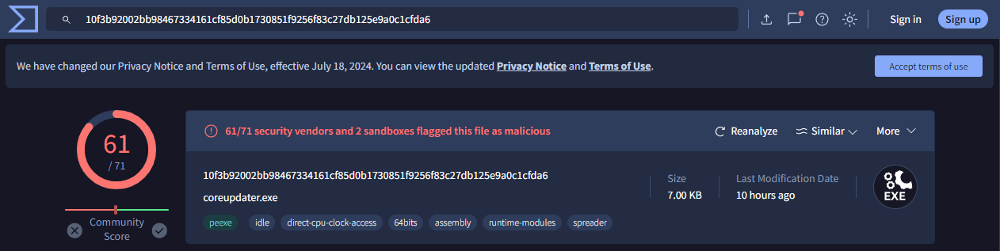 10f3b92002bb98467334161cf85d0b1730851f9256f83c27db125e9a0c1cfda6
Sign in
Sign up
We have changed our Privacy Notice and Terms of Use, effective July 18, 2024. You can view the updated Privacy Notice and Terms of Use.
Accept terms of use
61
/ 71
Community
Score
61/71 security vendors and 2 sandboxes flagged this file as malicious
Reanalyze
Similar
More
10f3b92002bb98467334161cf85d0b1730851f9256f83c27db125e9a0c1cfda6
coreupdater.exe
Size
7.00 KB
Last Modification Date
10 hours ago
EXE
peexe
idle
direct-cpu-clock-access
64bits
assembly
runtime-modules
spreader